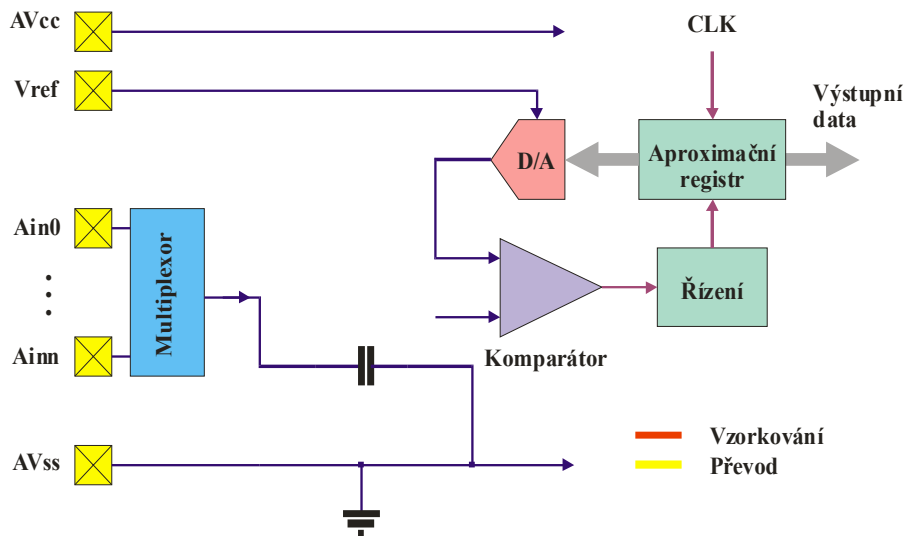 AVcc
CLK
Vref
Výstupní
data
D/A
Aproximační
registr
Ain0
Multiplexor
Řízení
Ainn
Komparátor
Vzorkování
AVss
Převod